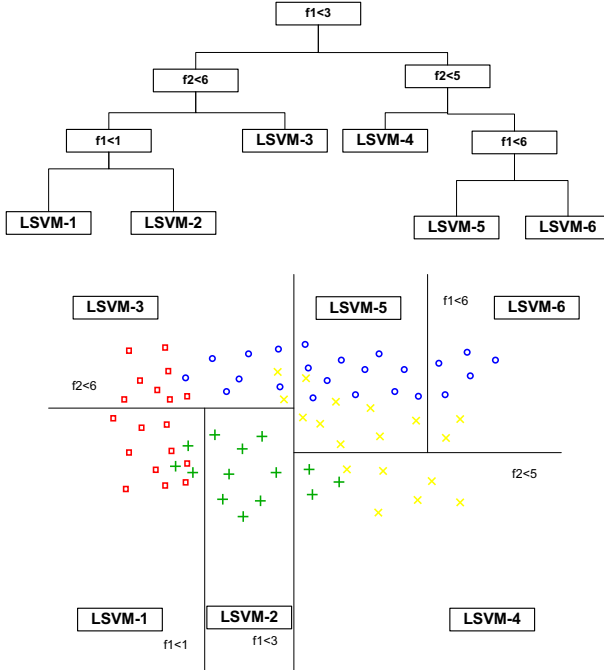 f1<3
f2<6
f2<5
f1<1
LSVM-3
LSVM-4
f1<6
LSVM-1
LSVM-2
LSVM-5
LSVM-6
LSVM-3
LSVM-5
f1<6
LSVM-6
f2<6
f2<5
LSVM-1
LSVM-2
LSVM-4
f1<1
f1<3